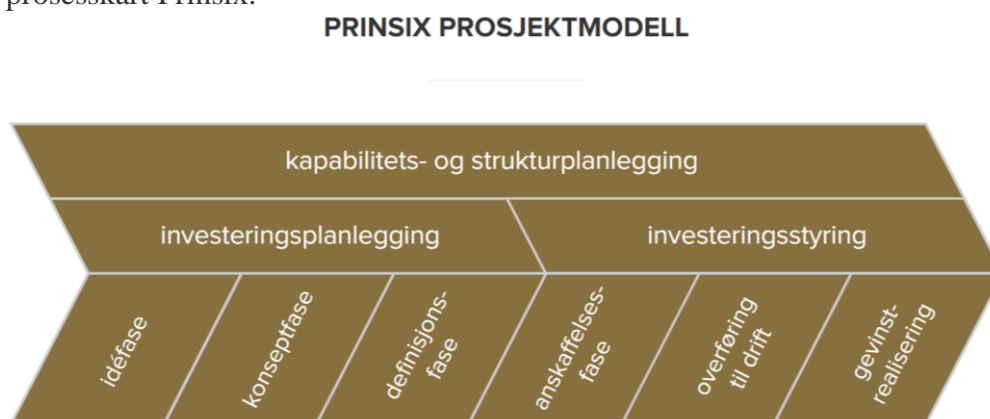 prosesskart Prinsix.
PRINSIX PROSJEKTMODELL
kapabilitets- og strukturplanlegging
investeringsplanlegging
investeringsstyring
idéfase
konseptfase
definisjons-
fase
anskaffelses-
fase
overføring
til drift
gevinst-
realisering